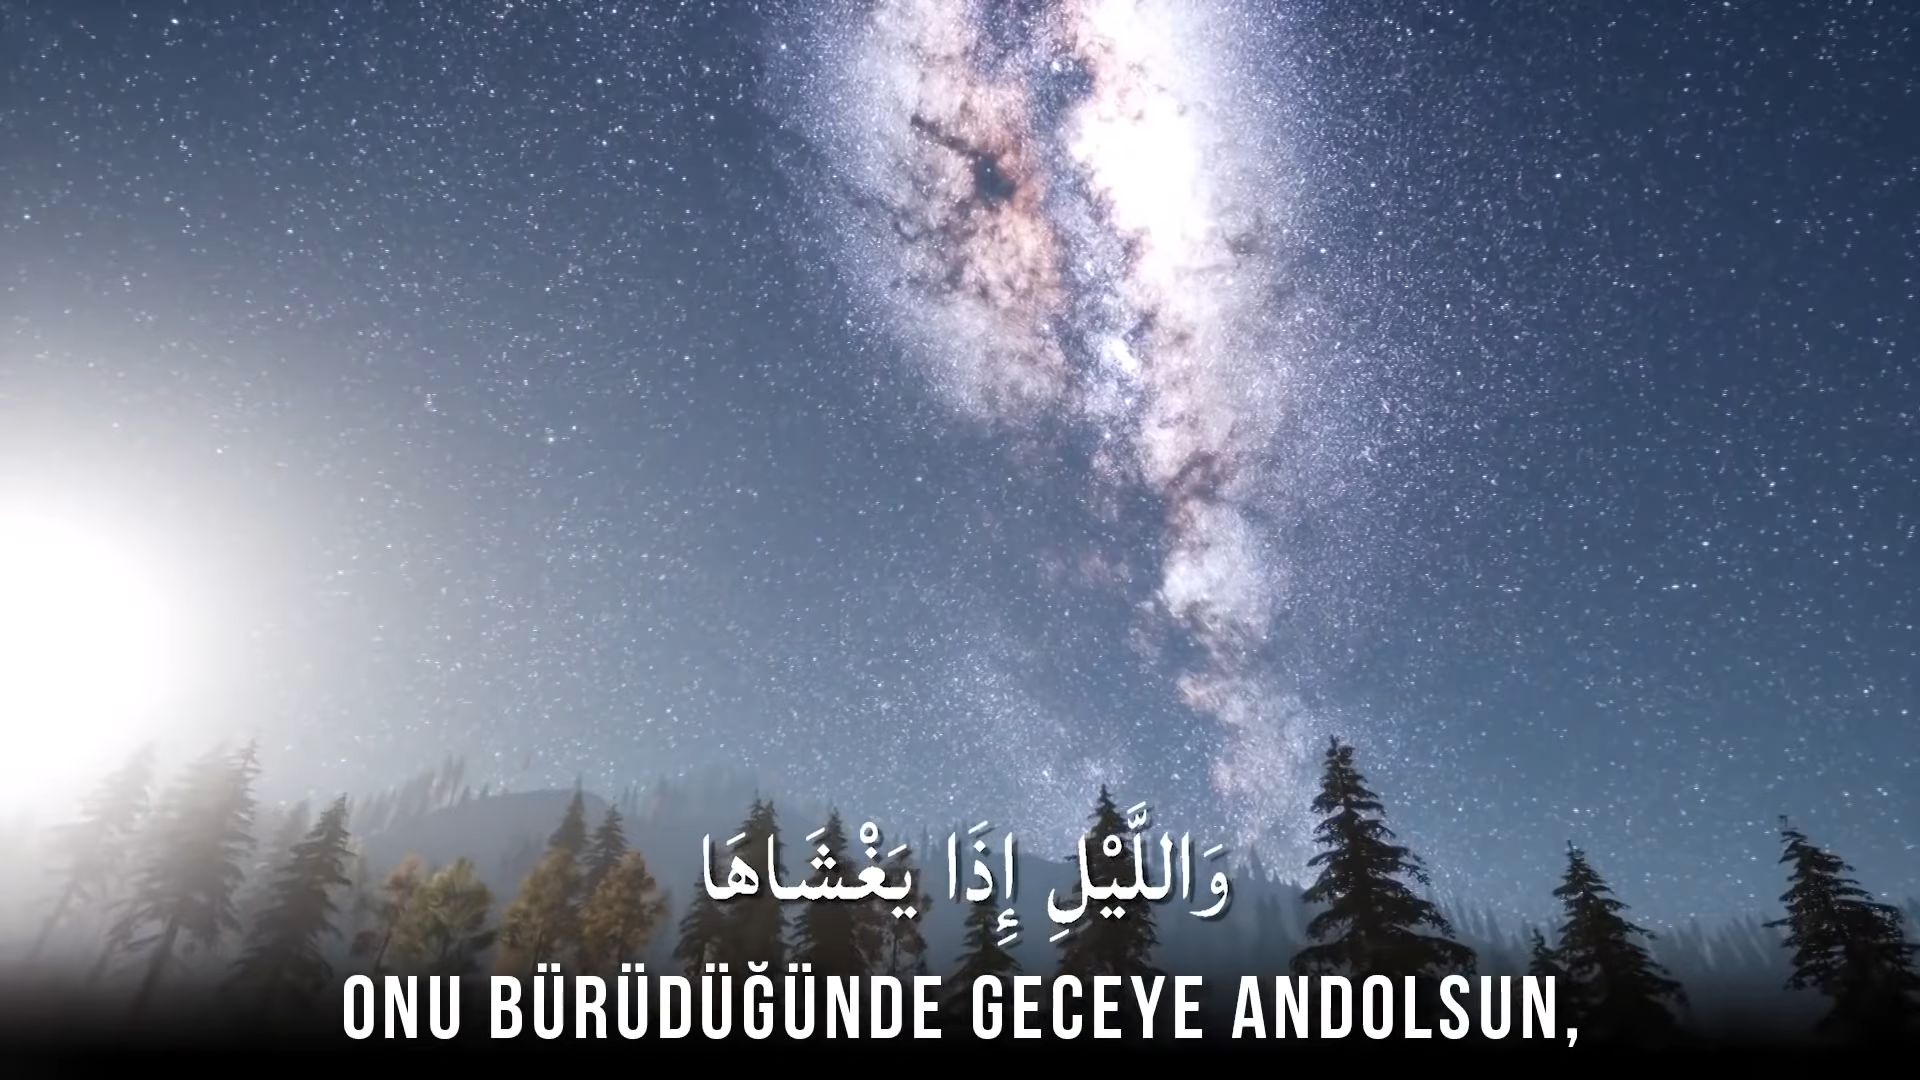 وَاللَّيْلِ إِذَا يَغْشَاهَا
ONU BÜRÜDÜĞÜNDE GECEYE ANDOLSUN,